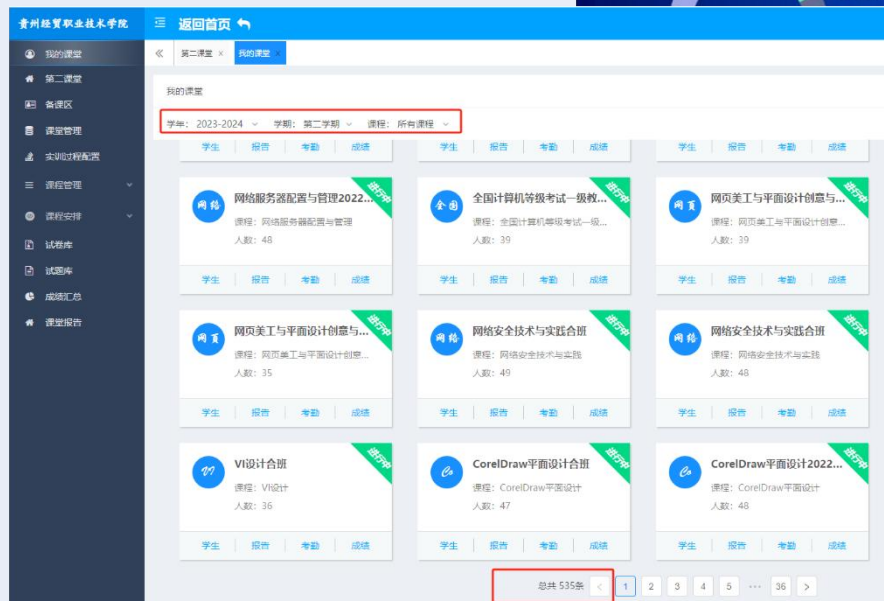 贵州经贸职业技术学院
返回首页
我的课堂
第二课堂 ×
我的课堂 ×
第二课堂
备课区
课堂管理
实训过程配置
课程管理
课程安排
试卷库
试题库
成绩汇总
课堂报告
我的课堂
学年: 2023-2024 学期: 第二学期 课程: 所有课程
学生 报告 考勤 成绩 学生 报告 考勤 成绩 学生 报告 考勤 成绩
网络 网络服务器配置与管理2022... 进行中
课程: 网络服务器配置与管理
人数: 48
学生 报告 考勤 成绩
全国 全国计算机等级考试一级教... 进行中
课程: 全国计算机等级考试一级...
人数: 39
学生 报告 考勤 成绩
网页 网页美工与平面设计创意与... 进行中
课程: 网页美工与平面设计创意...
人数: 39
学生 报告 考勤 成绩
网页 网页美工与平面设计创意与... 进行中
课程: 网页美工与平面设计创意...
人数: 35
学生 报告 考勤 成绩
网络 网络安全技术与实践合班 进行中
课程: 网络安全技术与实践
人数: 49
学生 报告 考勤 成绩
网络 网络安全技术与实践合班 进行中
课程: 网络安全技术与实践
人数: 48
学生 报告 考勤 成绩
VI VI设计合班 进行中
课程: VI设计
人数: 36
学生 报告 考勤 成绩
Co CorelDraw平面设计合班 进行中
课程: CorelDraw平面设计
人数: 47
学生 报告 考勤 成绩
Co CorelDraw平面设计2022... 进行中
课程: CorelDraw平面设计
人数: 48
学生 报告 考勤 成绩
总共 535条 < 1 2 3 4 5 ··· 36 >